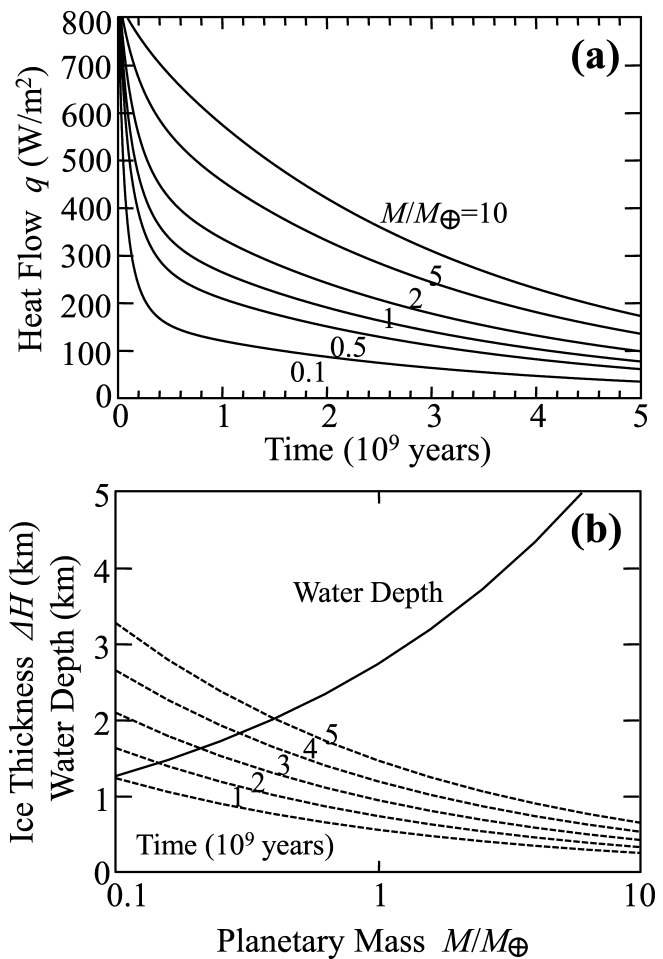 (a)
Heat Flow q (W/m²)
800
700
600
500
400
300
200
100
0
M/M⊕=10
5
2
1
0.5
0.1
0 1 2 3 4 5
Time (10⁹ years)
(b)
Ice Thickness ΔH (km)
Water Depth (km)
5
4
3
2
1
0
Water Depth
5
4
3
2
1
Time (10⁹ years)
0.1 1 10
Planetary Mass M/M⊕